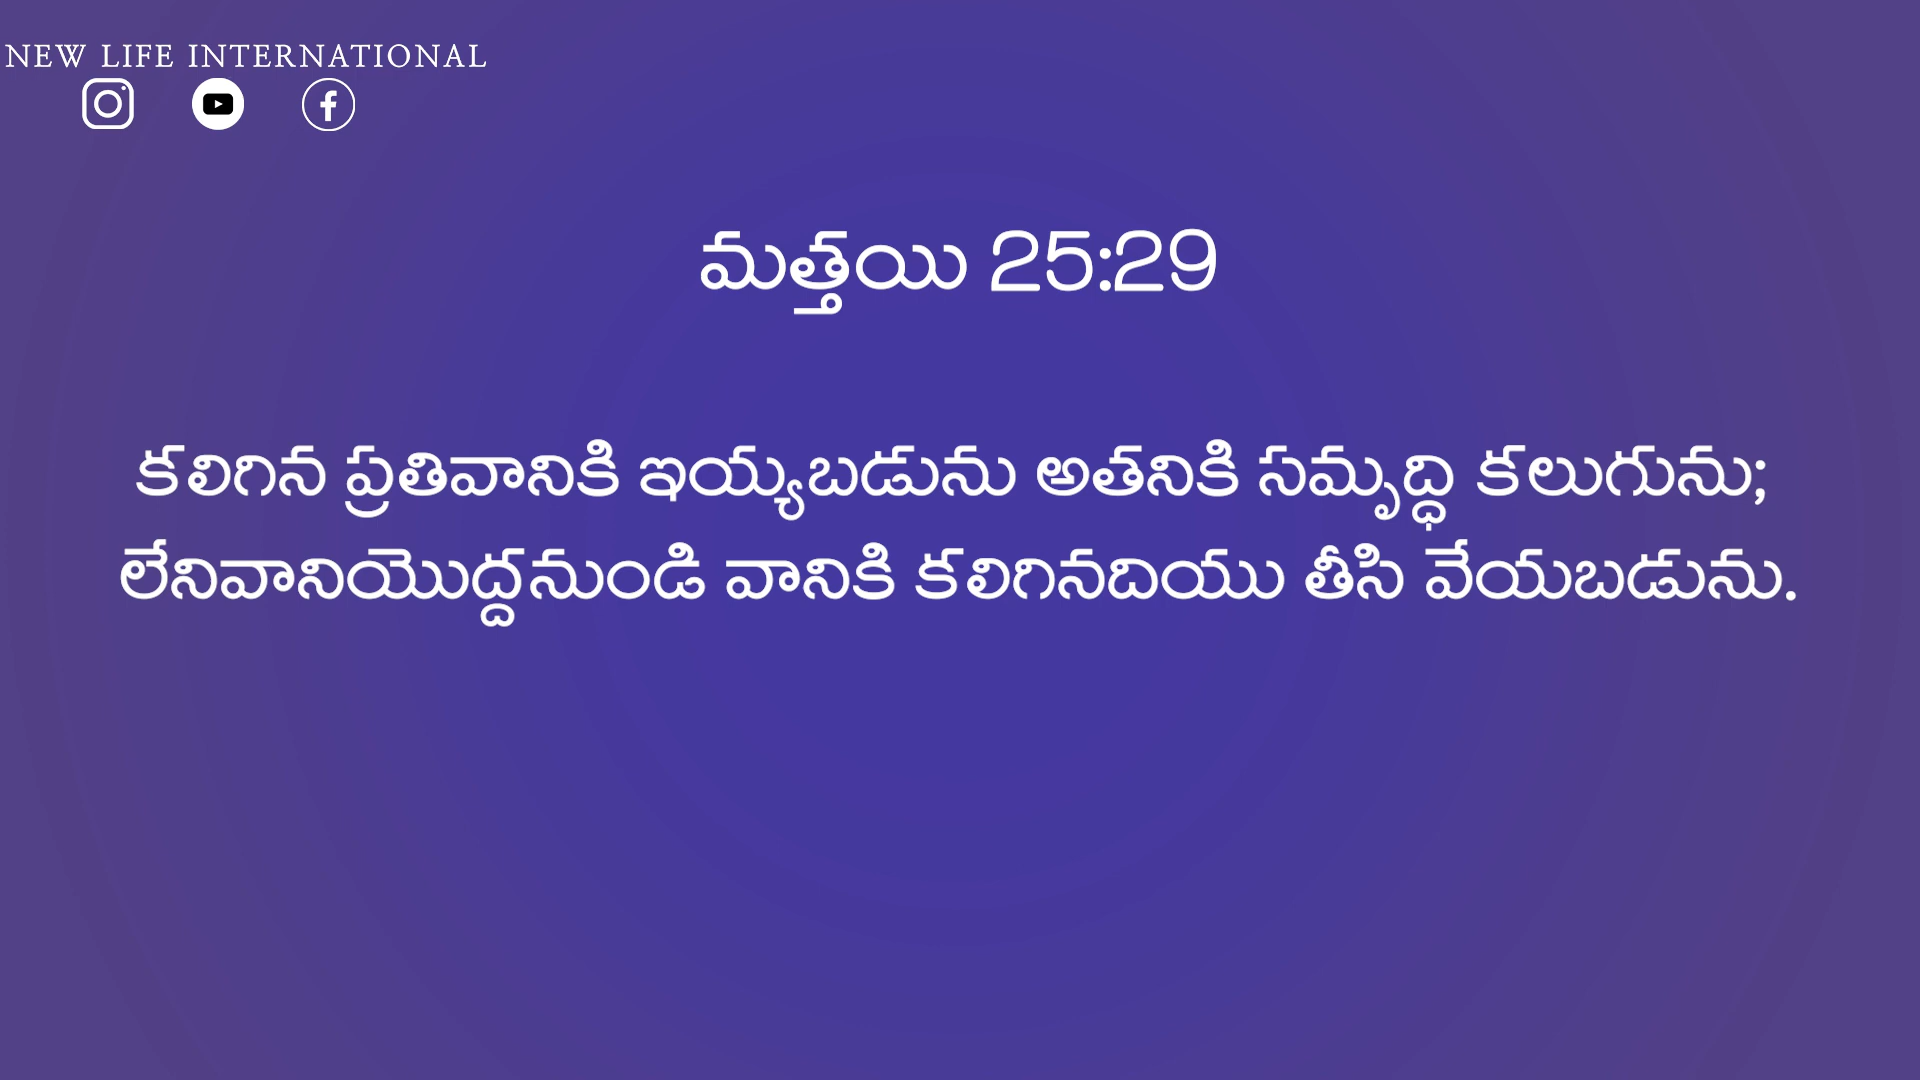 NEW LIFE INTERNATIONAL
మత్తయి 25:29
కలిగిన ప్రతివానికి ఇయ్యబడును అతనికి సమృద్ధి కలుగును;
లేనివానియొద్దనుండి వానికి కలిగినదియు తీసి వేయబడును.